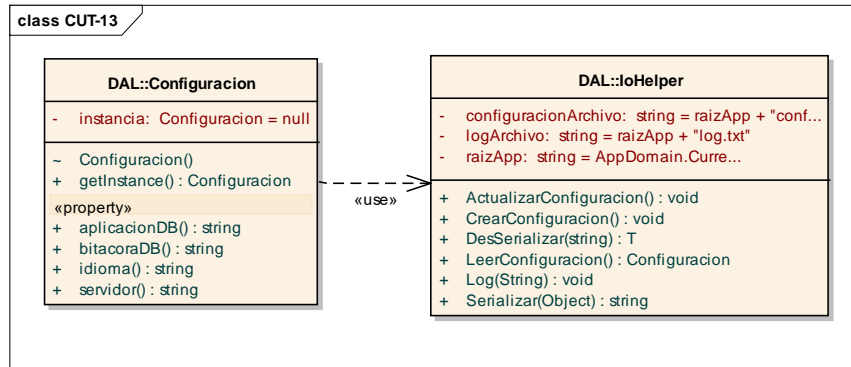 class CUT-13
DAL::Configuracion
- instancia: Configuracion = null
~ Configuracion()
+ getInstance() : Configuracion
«property»
+ aplicacionDB() : string
+ bitacoraDB() : string
+ idioma() : string
+ servidor() : string
«use»
DAL::IoHelper
- configuracionArchivo: string = raizApp + "conf...
- logArchivo: string = raizApp + "log.txt"
- raizApp: string = AppDomain.Curre...
+ ActualizarConfiguracion() : void
+ CrearConfiguracion() : void
+ DesSerializar(string) : T
+ LeerConfiguracion() : Configuracion
+ Log(String) : void
+ Serializar(Object) : string